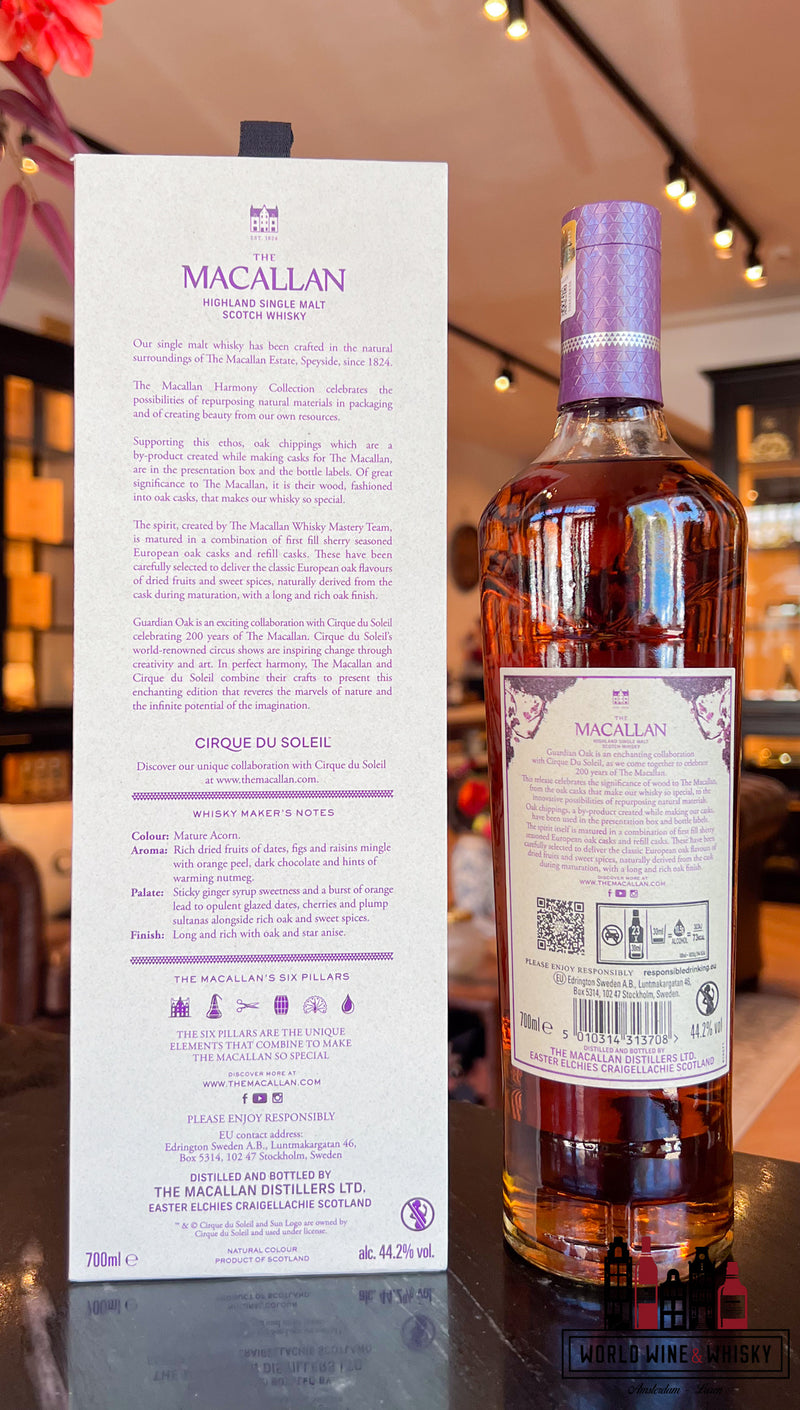 EST. 1824
THE
MACALLAN
HIGHLAND SINGLE MALT
SCOTCH WHISKY
Our single malt whisky has been crafted in the natural
surroundings of The Macallan Estate, Speyside, since 1824.
The Macallan Harmony Collection celebrates the
possibilities of repurposing natural materials in packaging
and of creating beauty from our own resources.
Supporting this ethos, oak chippings which are a
by-product created while making casks for The Macallan,
are in the presentation box and the bottle labels. Of great
significance to The Macallan, it is their wood, fashioned
into oak casks, that makes our whisky so special.
The spirit, created by The Macallan Whisky Mastery Team,
is matured in a combination of first fill sherry seasoned
European oak casks and refill casks. These have been
carefully selected to deliver the classic European oak flavours
of dried fruits and sweet spices, naturally derived from the
cask during maturation, with a long and rich oak finish.
Guardian Oak is an exciting collaboration with Cirque du Soleil
celebrating 200 years of The Macallan. Cirque du Soleil's
world-renowned circus shows are inspiring change through
creativity and art. In perfect harmony, The Macallan and
Cirque du Soleil combine their crafts to present this
enchanting edition that reveres the marvels of nature and
the infinite potential of the imagination.
CIRQUE DU SOLEIL
Discover our unique collaboration with Cirque du Soleil
at www.themacallan.com.
WHISKY MAKER'S NOTES
Colour: Mature Acorn.
Aroma: Rich dried fruits of dates, figs and raisins mingle
with orange peel, dark chocolate and hints of
warming nutmeg.
Palate: Sticky ginger syrup sweetness and a burst of orange
lead to opulent glazed dates, cherries and plump
sultanas alongside rich oak and sweet spices.
Finish: Long and rich with oak and star anise.
THE MACALLAN'S SIX PILLARS
THE SIX PILLARS ARE THE UNIQUE
ELEMENTS THAT COMBINE TO MAKE
THE MACALLAN SO SPECIAL
DISCOVER MORE AT
WWW.THEMACALLAN.COM
PLEASE ENJOY RESPONSIBLY
EU contact address:
Edrington Sweden A.B., Luntmakargatan 46,
Box 5314, 102 47 Stockholm, Sweden
DISTILLED AND BOTTLED BY
THE MACALLAN DISTILLERS LTD.
EASTER ELCHIES CRAIGELLACHIE SCOTLAND
™ & © Cirque du Soleil and Sun Logo are owned by
Cirque du Soleil and used under license.
NATURAL COLOUR
PRODUCT OF SCOTLAND
700ml ℮
alc. 44.2% vol.
THE
MACALLAN
HIGHLAND SINGLE MALT
SCOTCH WHISKY
Guardian Oak is an enchanting collaboration
with Cirque Du Soleil, as we come together to celebrate
200 years of The Macallan.
This release celebrates the significance of wood to The Macallan,
from the oak casks that make our whisky so special, to the
innovative possibilities of repurposing natural materials.
Oak chippings, a by-product created while making our casks,
have been used in the presentation box and bottle labels.
The spirit itself is matured in a combination of first fill sherry
seasoned European oak casks and refill casks. These have been
carefully selected to deliver the classic European oak flavours of
dried fruits and sweet spices, naturally derived from the cask
during maturation, with a long and rich oak finish.
DISCOVER MORE AT
WWW.THEMACALLAN.COM
23
x
30ml
30ml
ALCOHOL
73kcal
PLEASE ENJOY RESPONSIBLY
responsibledrinking.eu
EU Edrington Sweden A.B., Luntmakargatan 46,
Box 5314, 102 47 Stockholm, Sweden.
700ml ℮
5 010314 313708 >
44.2% vol
DISTILLED AND BOTTLED BY
THE MACALLAN DISTILLERS LTD.
EASTER ELCHIES CRAIGELLACHIE SCOTLAND
WORLD WINE & WHISKY